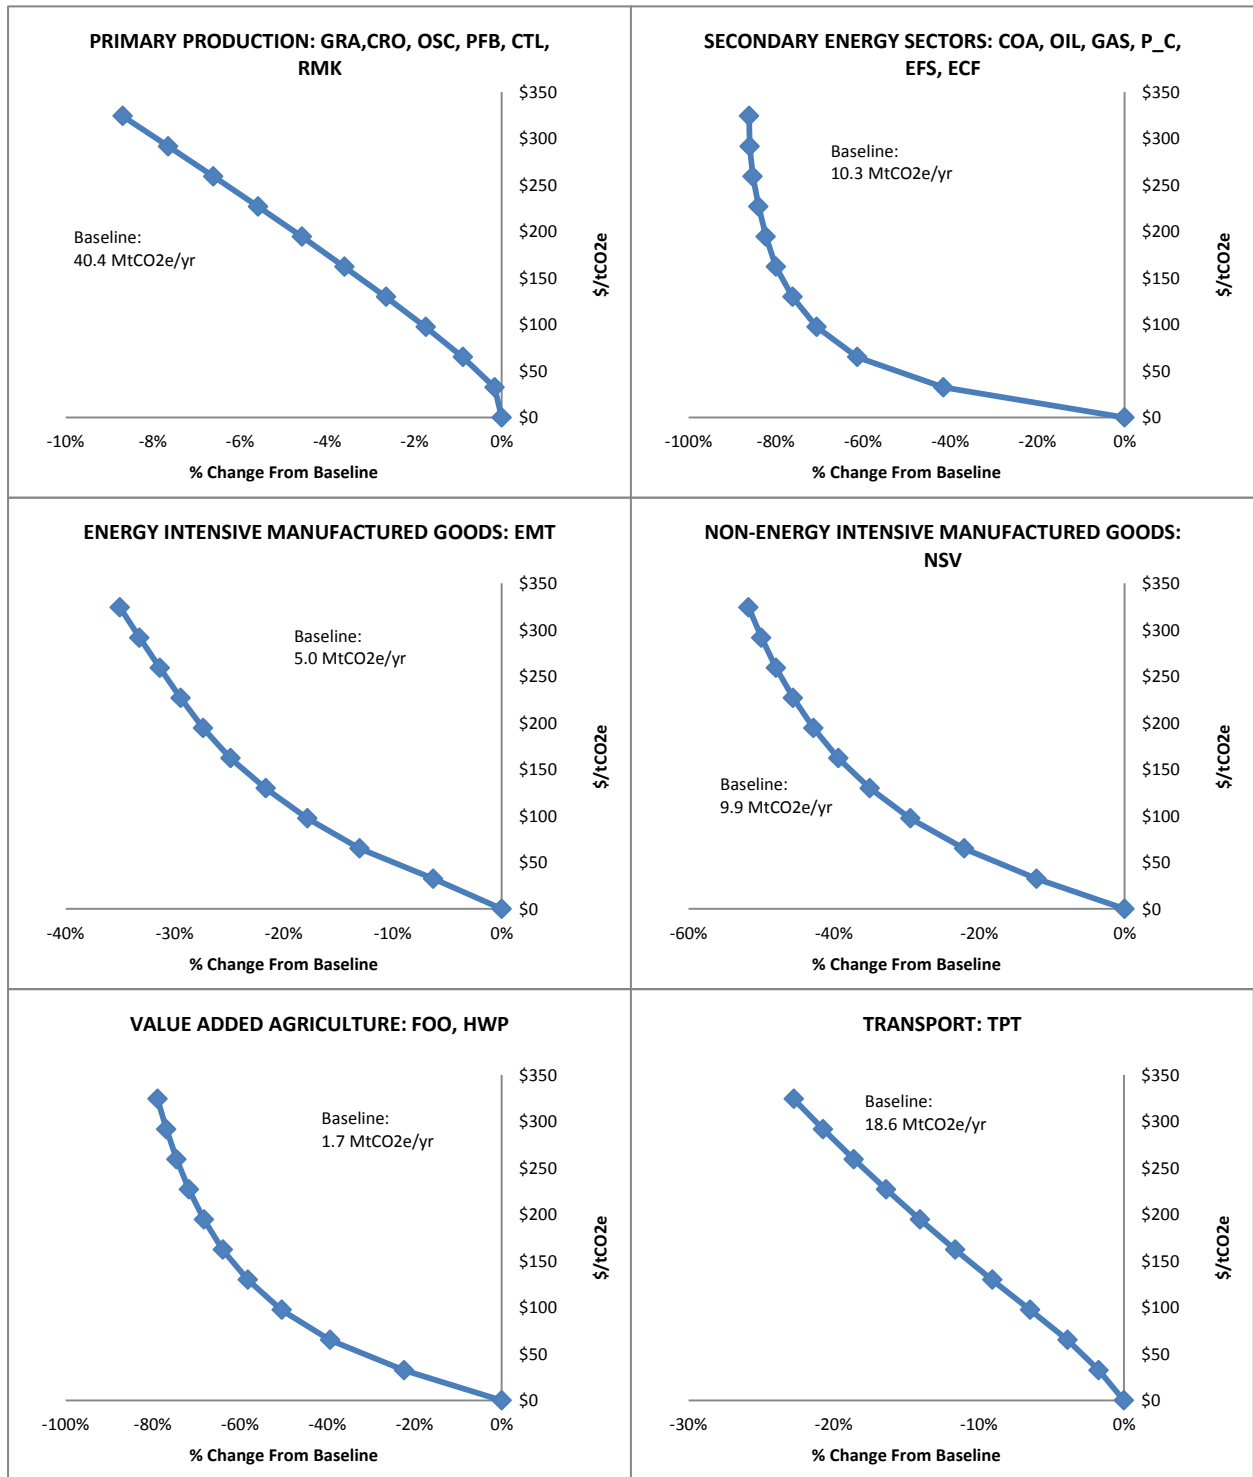 PRIMARY PRODUCTION: GRA,CRO, OSC, PFB, CTL,
RMK
$350
$300
$250
$200
$150
$100
$50
$0
$/tCO2e
Baseline:
40.4 MtCO2e/yr
-10%
-8%
-6%
-4%
-2%
0%
% Change From Baseline
SECONDARY ENERGY SECTORS: COA, OIL, GAS, P_C,
EFS, ECF
$350
$300
$250
$200
$150
$100
$50
$0
$/tCO2e
Baseline:
10.3 MtCO2e/yr
-100%
-80%
-60%
-40%
-20%
0%
% Change From Baseline
ENERGY INTENSIVE MANUFACTURED GOODS: EMT
$350
$300
$250
$200
$150
$100
$50
$0
$/tCO2e
Baseline:
5.0 MtCO2e/yr
-40%
-30%
-20%
-10%
0%
% Change From Baseline
NON-ENERGY INTENSIVE MANUFACTURED GOODS:
NSV
$350
$300
$250
$200
$150
$100
$50
$0
$/tCO2e
Baseline:
9.9 MtCO2e/yr
-60%
-40%
-20%
0%
% Change From Baseline
VALUE ADDED AGRICULTURE: FOO, HWP
$350
$300
$250
$200
$150
$100
$50
$0
$/tCO2e
Baseline:
1.7 MtCO2e/yr
-100%
-80%
-60%
-40%
-20%
0%
% Change From Baseline
TRANSPORT: TPT
$350
$300
$250
$200
$150
$100
$50
$0
$/tCO2e
Baseline:
18.6 MtCO2e/yr
-30%
-20%
-10%
0%
% Change From Baseline